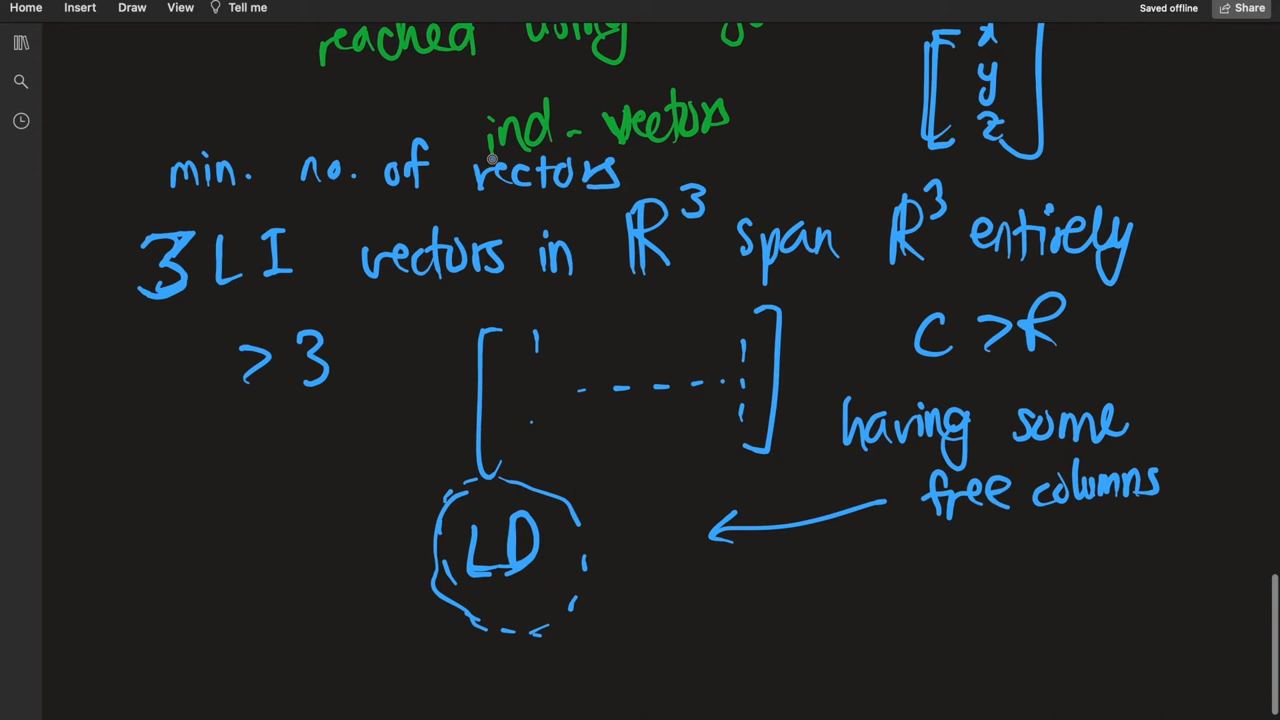 Home Insert Draw View Tell me Saved offline Share
reached using
x
y
z
ind. vectors
min. no. of vectors
3 LI vectors in ℝ³ span ℝ³ entirely
> 3
C > R
having some
free columns
LD